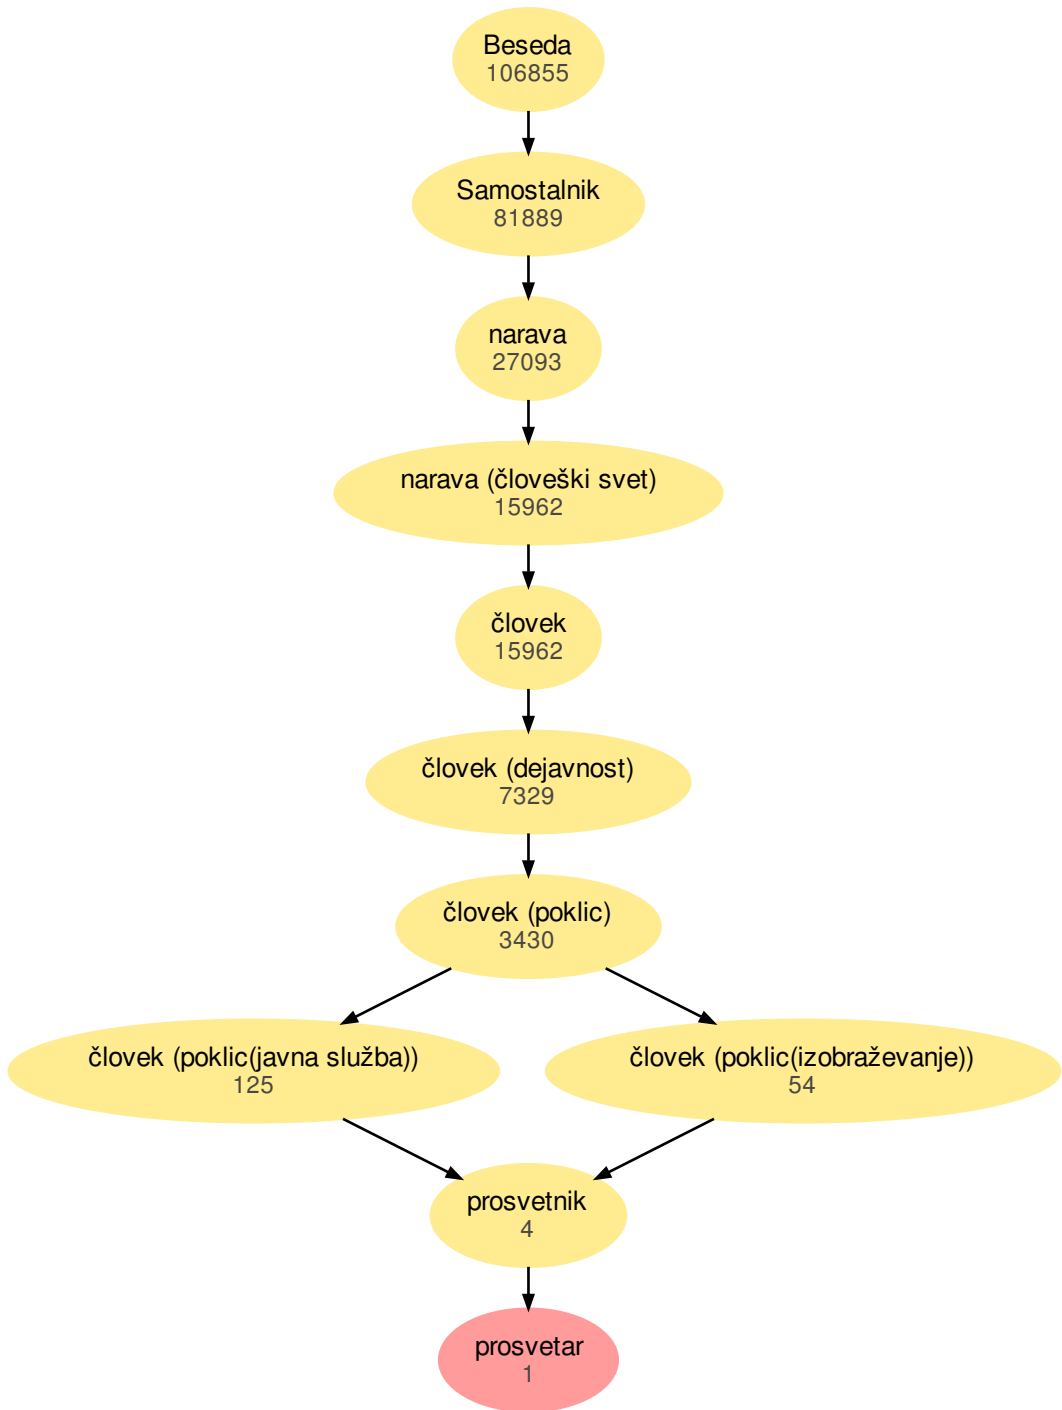 Beseda
106855
Samostalnik
81889
narava
27093
narava (človeški svet)
15962
človek
15962
človek (dejavnost)
7329
človek (poklic)
3430
človek (poklic(javna služba))
125
človek (poklic(izobraževanje))
54
prosvetnik
4
prosvetar
1